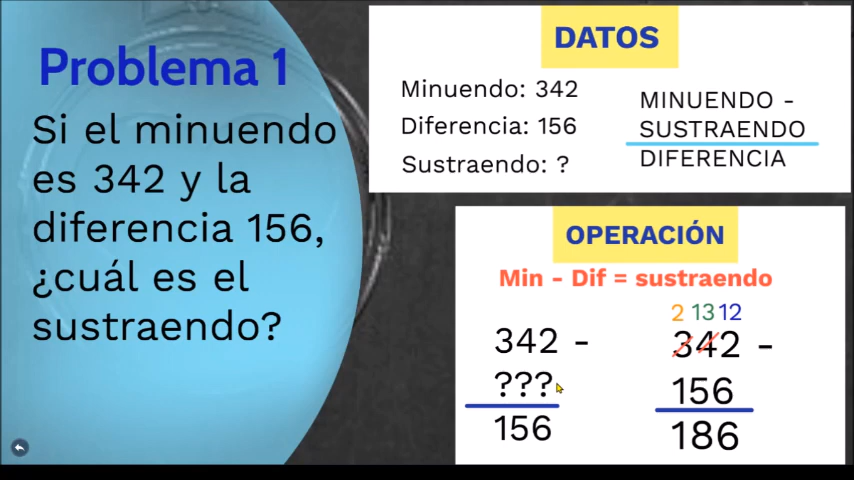 Problema 1
Si el minuendo
es 342 y la
diferencia 156,
¿cuál es el
sustraendo?
DATOS
Minuendo: 342
Diferencia: 156
Sustraendo: ?
MINUENDO -
SUSTRAENDO
DIFERENCIA
OPERACIÓN
Min - Dif = sustraendo
342 -
???
156
2 13 12
342 -
156
186